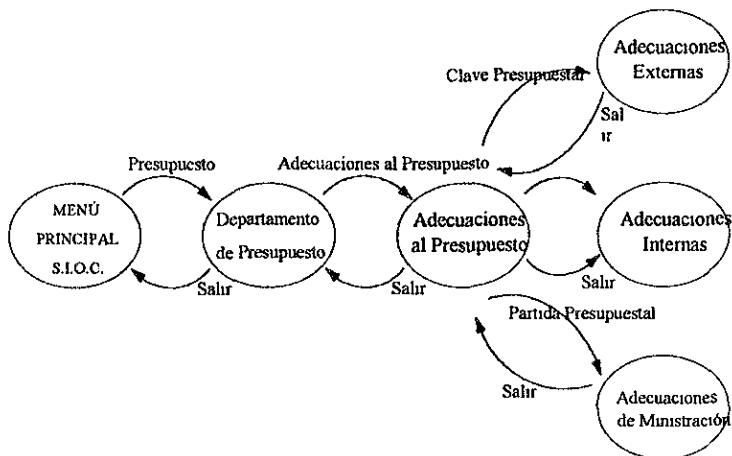 Adecuaciones
Externas
Clave Presupuestal
Sal
ir
Presupuesto
Adecuaciones al Presupuesto
MENÚ
PRINCIPAL
S.I.O.C.
Departamento
de Presupuesto
Adecuaciones
al Presupuesto
Adecuaciones
Internas
Salir
Salir
Salir
Partida Presupuestal
Salir
Adecuaciones
de Ministración